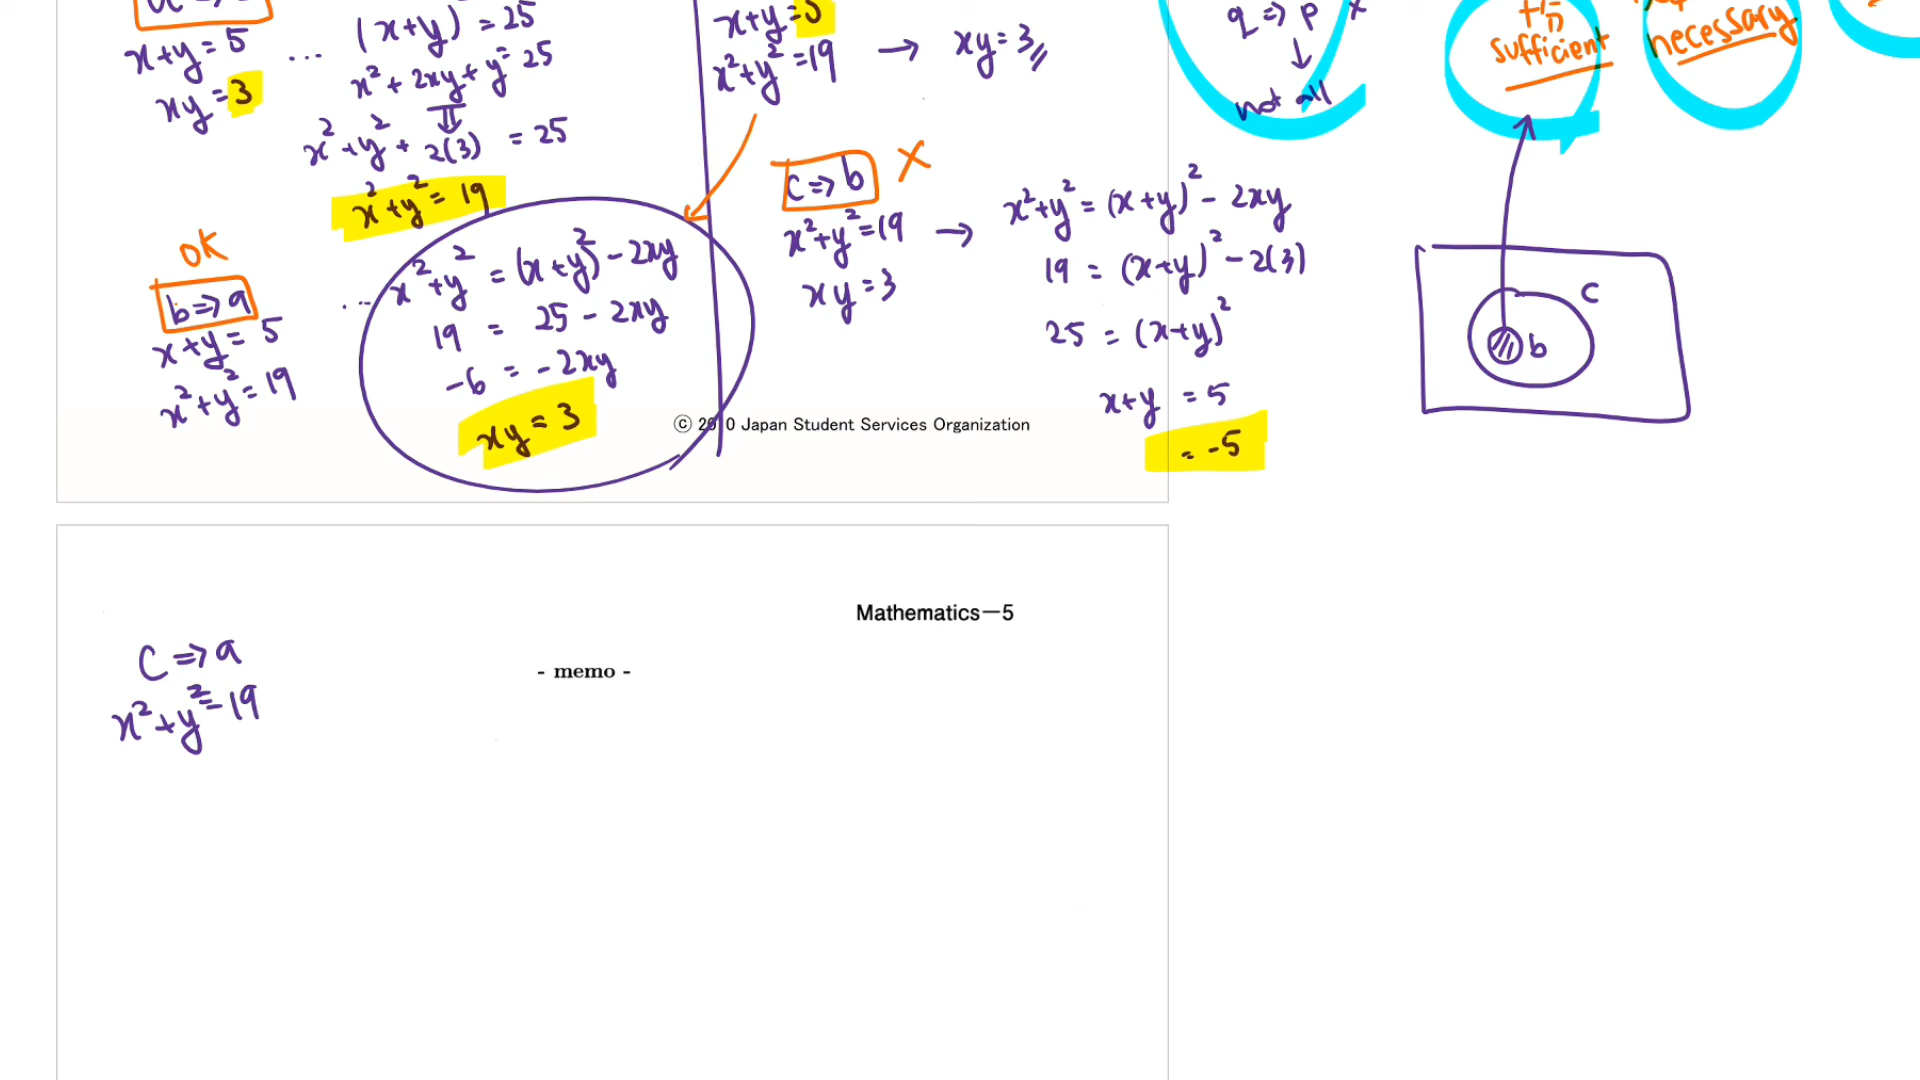 x+y=5
xy=3
...
(x+y)²=25
x²+2xy+y²=25
x²+y²+2(3)=25
x²+y²=19
OK
b⇒a
x+y=5
x²+y²=19
...
x²+y²=(x+y)²-2xy
19=25-2xy
-6=-2xy
xy=3
x+y=5
x²+y²=19 → xy=3
c⇒b X
x²+y²=19 →
xy=3
x²+y²=(x+y)²-2xy
19=(x+y)²-2(3)
25=(x+y)²
x+y=5
=-5
© 2010 Japan Student Services Organization
q⇒p x
↓
not all
sufficient
necessary
c
b
Mathematics—5
- memo -
C⇒a
x²+y²=19